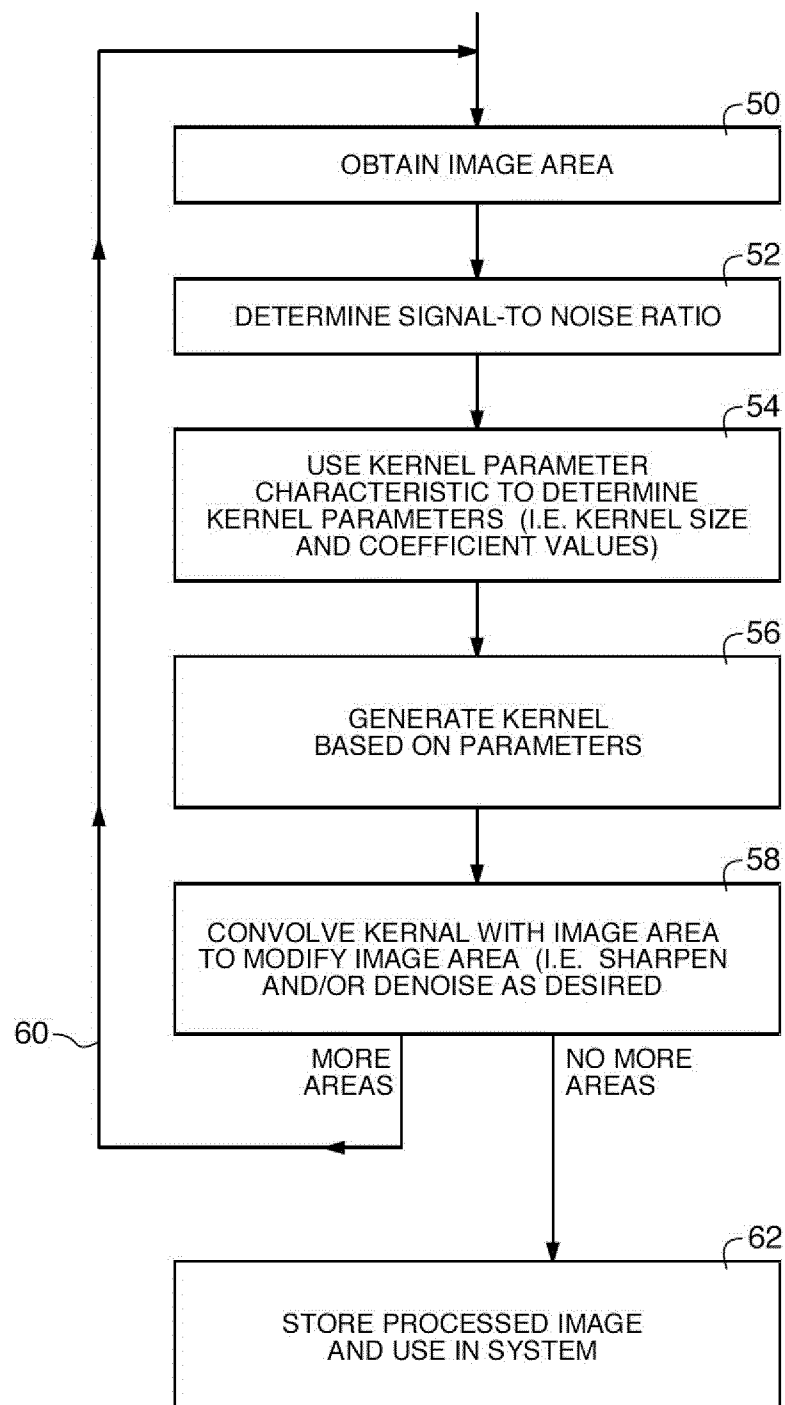 50
OBTAIN IMAGE AREA
52
DETERMINE SIGNAL-TO NOISE RATIO
54
USE KERNEL PARAMETER
CHARACTERISTIC TO DETERMINE
KERNEL PARAMETERS (I.E. KERNEL SIZE
AND COEFFICIENT VALUES)
56
GENERATE KERNEL
BASED ON PARAMETERS
58
CONVOLVE KERNAL WITH IMAGE AREA
TO MODIFY IMAGE AREA (I.E. SHARPEN
AND/OR DENOISE AS DESIRED
60
MORE
AREAS
NO MORE
AREAS
62
STORE PROCESSED IMAGE
AND USE IN SYSTEM